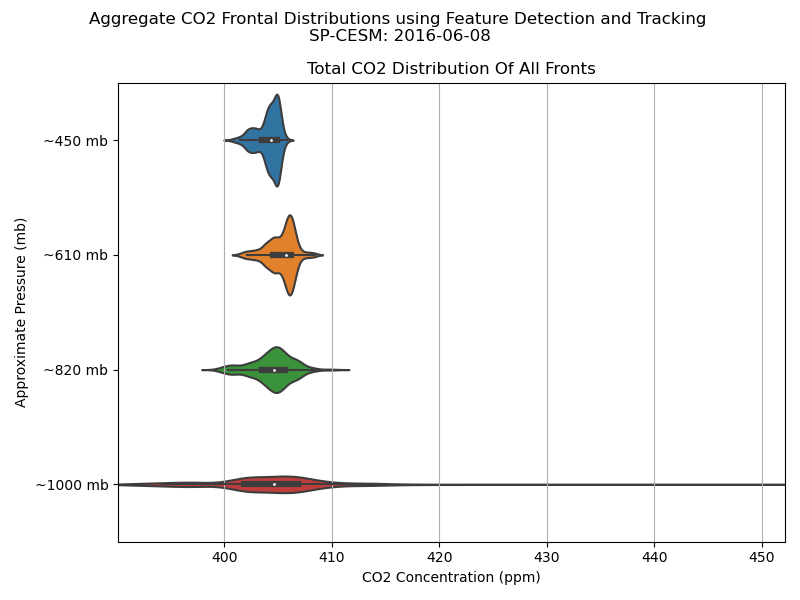 Aggregate CO2 Frontal Distributions using Feature Detection and Tracking
SP-CESM: 2016-06-08
Total CO2 Distribution Of All Fronts
~450 mb
~610 mb
~820 mb
~1000 mb
Approximate Pressure (mb)
400 410 420 430 440 450
CO2 Concentration (ppm)